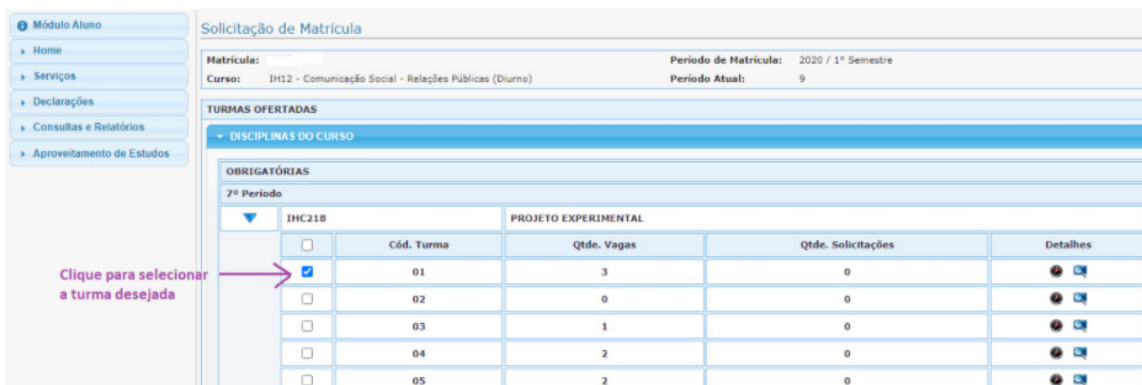 Módulo Aluno
Home
Serviços
Declarações
Consultas e Relatórios
Aproveitamento de Estudos
Solicitação de Matrícula
Matrícula: Período de Matrícula: 2020 / 1º Semestre
Curso: IH12 - Comunicação Social - Relações Públicas (Diurno) Período Atual: 9
TURMAS OFERTADAS
DISCIPLINAS DO CURSO
OBRIGATÓRIAS
7º Período
IHC218 PROJETO EXPERIMENTAL
Cód. Turma Qtde. Vagas Qtde. Solicitações Detalhes
01 3 0
02 0 0
03 1 0
04 2 0
05 2 0
Clique para selecionar
a turma desejada